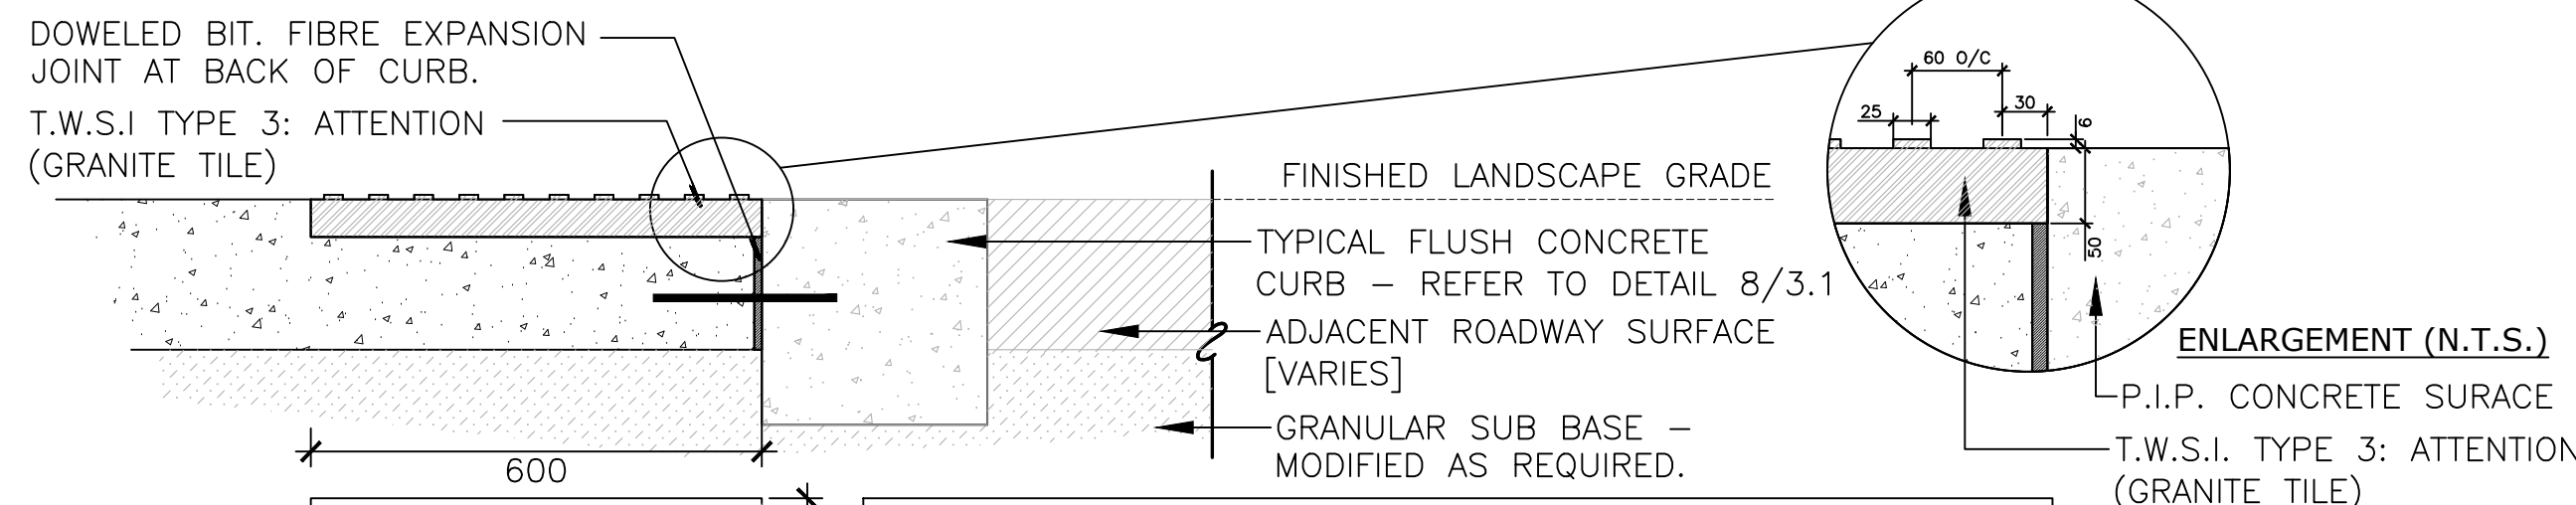 DOWELED BIT. FIBRE EXPANSION
JOINT AT BACK OF CURB.
T.W.S.I TYPE 3: ATTENTION
(GRANITE TILE)
600
FINISHED LANDSCAPE GRADE
TYPICAL FLUSH CONCRETE
CURB – REFER TO DETAIL 8/3.1
ADJACENT ROADWAY SURFACE
[VARIES]
GRANULAR SUB BASE –
MODIFIED AS REQUIRED.
60 O/C
30
25
6
50
ENLARGEMENT (N.T.S.)
P.I.P. CONCRETE SURACE
T.W.S.I. TYPE 3: ATTENTION
(GRANITE TILE)